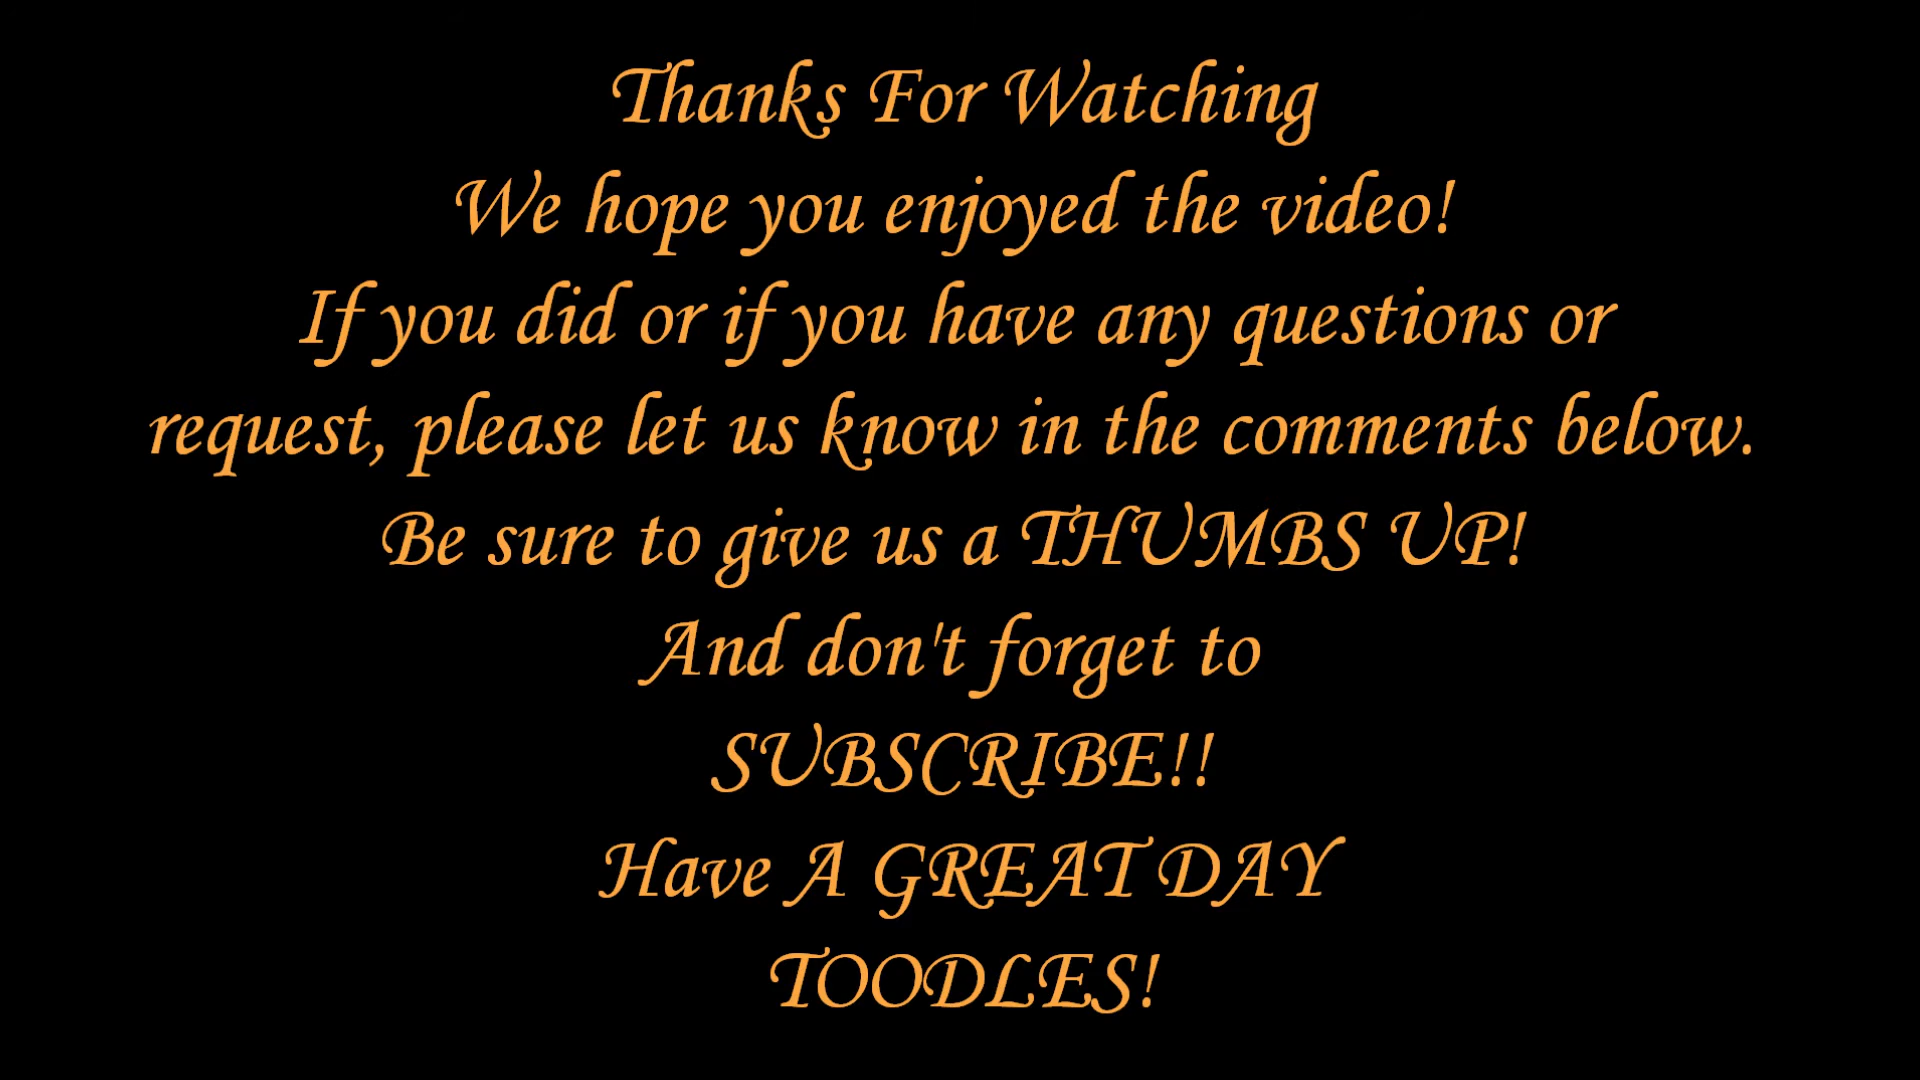 Thanks For Watching
We hope you enjoyed the video!
If you did or if you have any questions or
request, please let us know in the comments below.
Be sure to give us a THUMBS UP!
And don't forget to
SUBSCRIBE!!
Have A GREAT DAY
TOODLES!